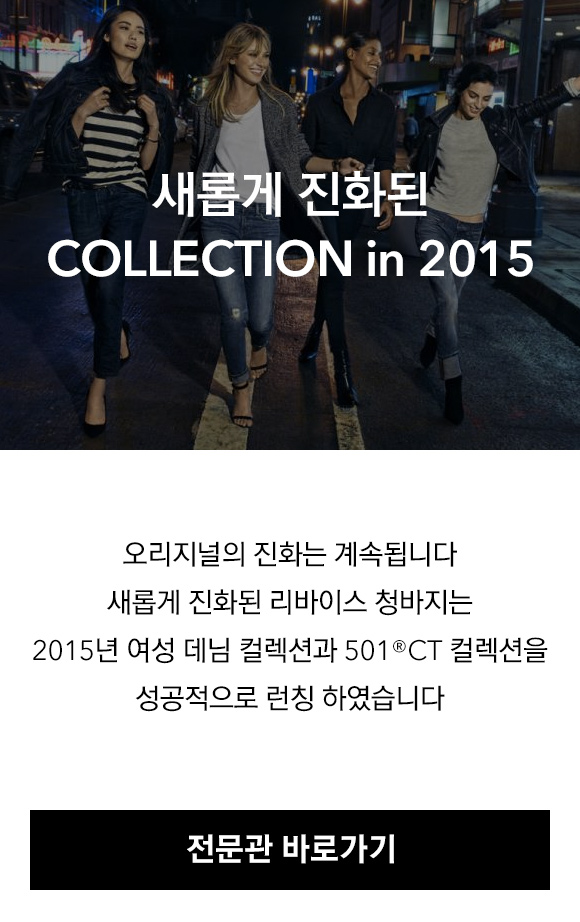 새롭게 진화된
COLLECTION in 2015
오리지널의 진화는 계속됩니다
새롭게 진화된 리바이스 청바지는
2015년 여성 데님 컬렉션과 501®CT 컬렉션을
성공적으로 런칭 하였습니다
전문관 바로가기